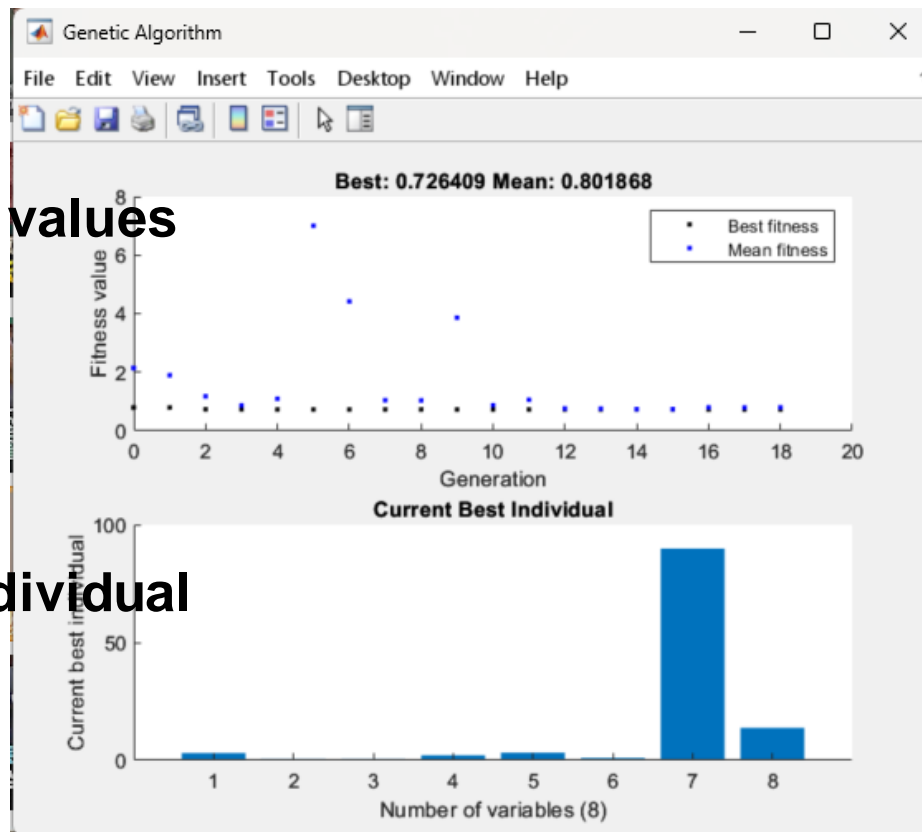 Genetic Algorithm
File Edit View Insert Tools Desktop Window Help
Best: 0.726409 Mean: 0.801868
values
Fitness value
8
6
4
2
0
Best fitness
Mean fitness
0 2 4 6 8 10 12 14 16 18 20
Generation
Current Best Individual
dividual
Current best individual
100
50
0
1 2 3 4 5 6 7 8
Number of variables (8)